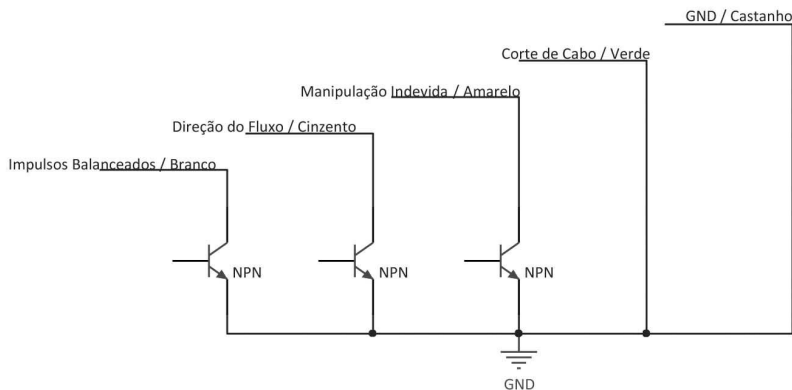 GND / Castanho
Corte de Cabo / Verde
Manipulação Indevida / Amarelo
Direção do Fluxo / Cinzento
Impulsos Balanceados / Branco
NPN
NPN
NPN
GND